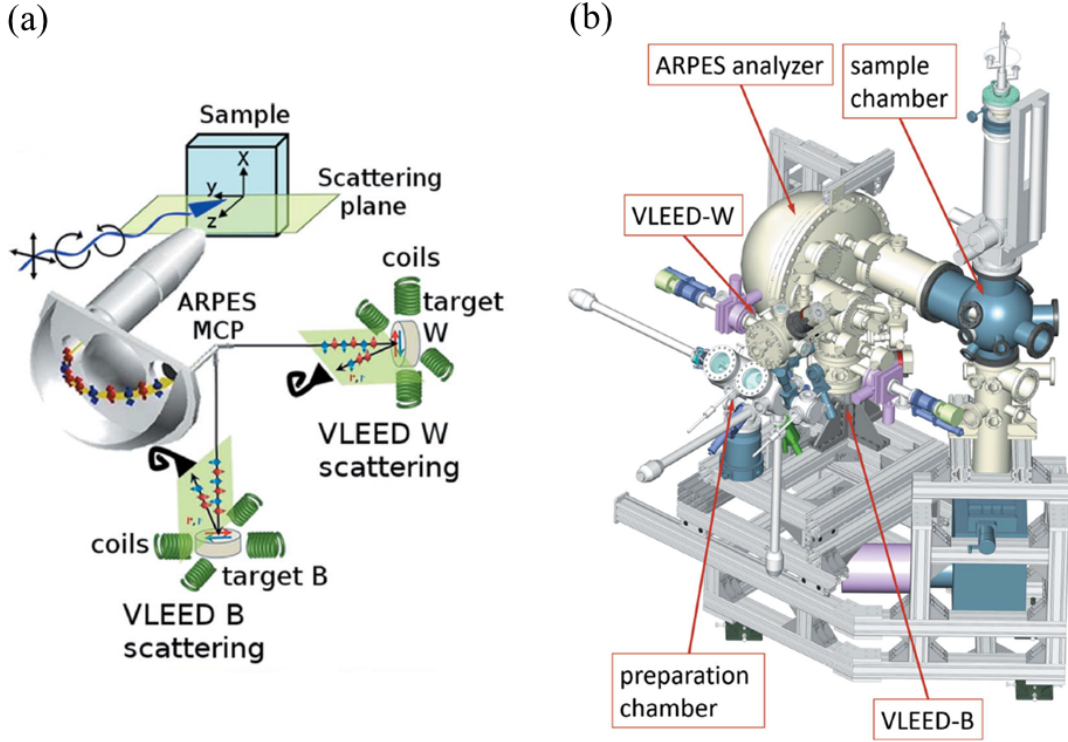 (a)
Sample
X
y
z
Scattering
plane
coils
target
W
ARPES
MCP
r, r
VLEED W
scattering
r, r
coils
target B
VLEED B
scattering
(b)
ARPES analyzer
sample
chamber
VLEED-W
preparation
chamber
VLEED-B